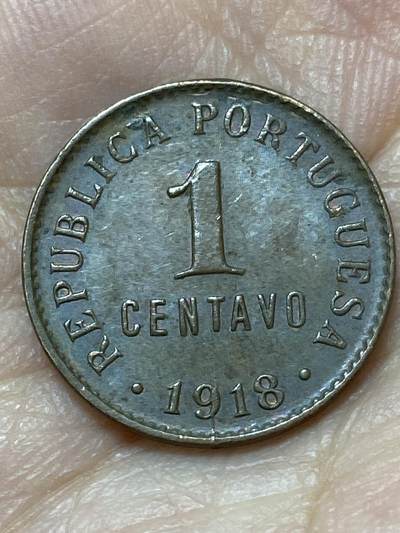 REPUBLICA PORTUGUESA
1
CENTAVO
· 1918 ·